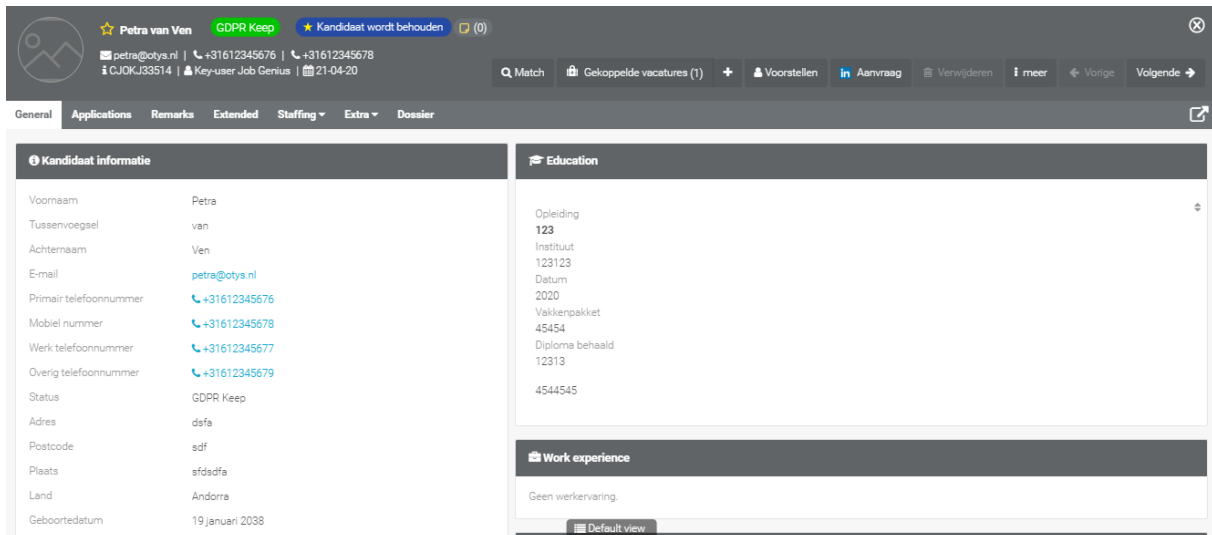 Petra van Ven GDPR Keep Kandidaat wordt behouden (0)
petra@otys.nl | +31612345676 | +31612345678
CJOKJ33514 | Key-user Job Genius | 21-04-20
Match Gekoppelde vacatures (1) + Voorstellen in Aanvraag Verwijderen meer Vorige Volgende
General Applications Remarks Extended Staffing Extra Dossier
Kandidaat informatie
Voornaam Petra
Tussenvoegsel van
Achternaam Ven
E-mail petra@otys.nl
Primair telefoonnummer +31612345676
Mobiel nummer +31612345678
Werk telefoonnummer +31612345677
Overig telefoonnummer +31612345679
Status GDPR Keep
Adres dsfa
Postcode sdf
Plaats sfdsdfa
Land Andorra
Geboortedatum 19 januari 2038
Education
Opleiding
123
Instituut
123123
Datum
2020
Vakkenpakket
45454
Diploma behaald
12313
4544545
Work experience
Geen werkervaring.
Default view